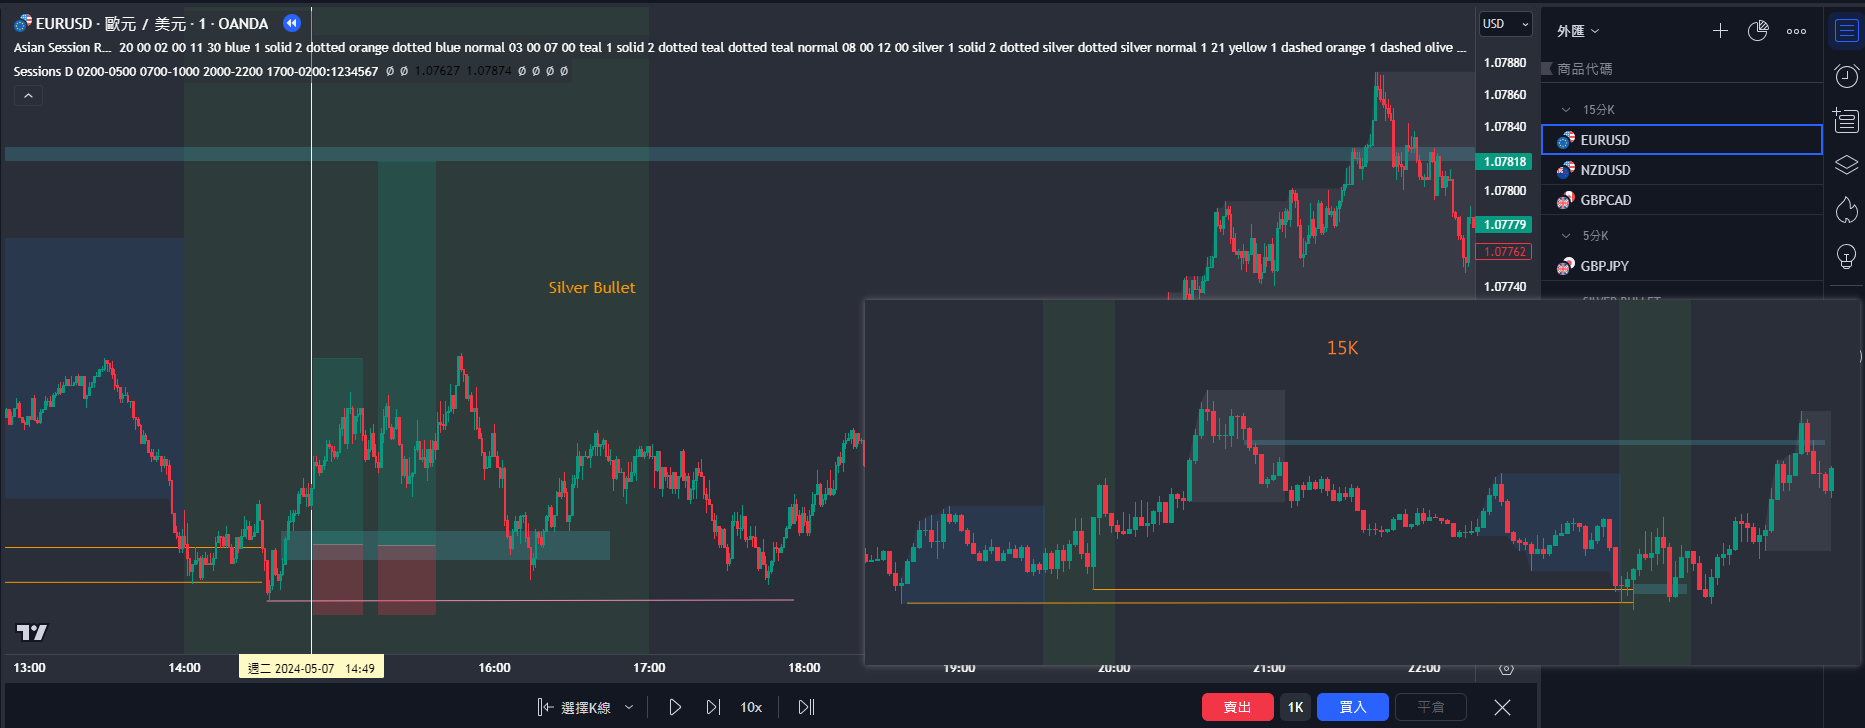 EURUSD · 歐元 / 美元 · 1 · OANDA
Asian Session R... 20 00 02 00 11 30 blue 1 solid 2 dotted orange dotted blue normal 03 00 07 00 teal 1 solid 2 dotted teal dotted teal normal 08 00 12 00 silver 1 solid 2 dotted silver dotted silver normal 1 21 yellow 1 dashed orange 1 dashed olive ...
Sessions D 0200-0500 0700-1000 2000-2200 1700-0200:1234567 Ø Ø 1.07627 1.07874 Ø Ø Ø Ø
Silver Bullet
15K
USD
1.07880
1.07860
1.07840
1.07818
1.07800
1.07779
1.07762
1.07740
外匯
商品代碼
15分K
EURUSD
NZDUSD
GBPCAD
5分K
GBPJPY
SILVER BULLET
13:00
14:00
週二 2024-05-07 14:49
16:00
17:00
18:00
19:00
20:00
21:00
22:00
選擇K線
10x
賣出
1K
買入
平倉